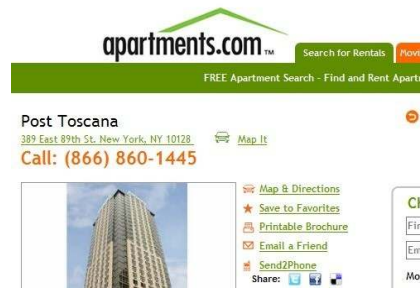 apartments.com TM
Search for Rentals
FREE Apartment Search - Find and Rent
Post Toscana
389 East 89th St. New York, NY 10128 Map It
Call: (866) 860-1445
Map & Directions
Save to Favorites
Printable Brochure
Email a Friend
Send2Phone
Share: